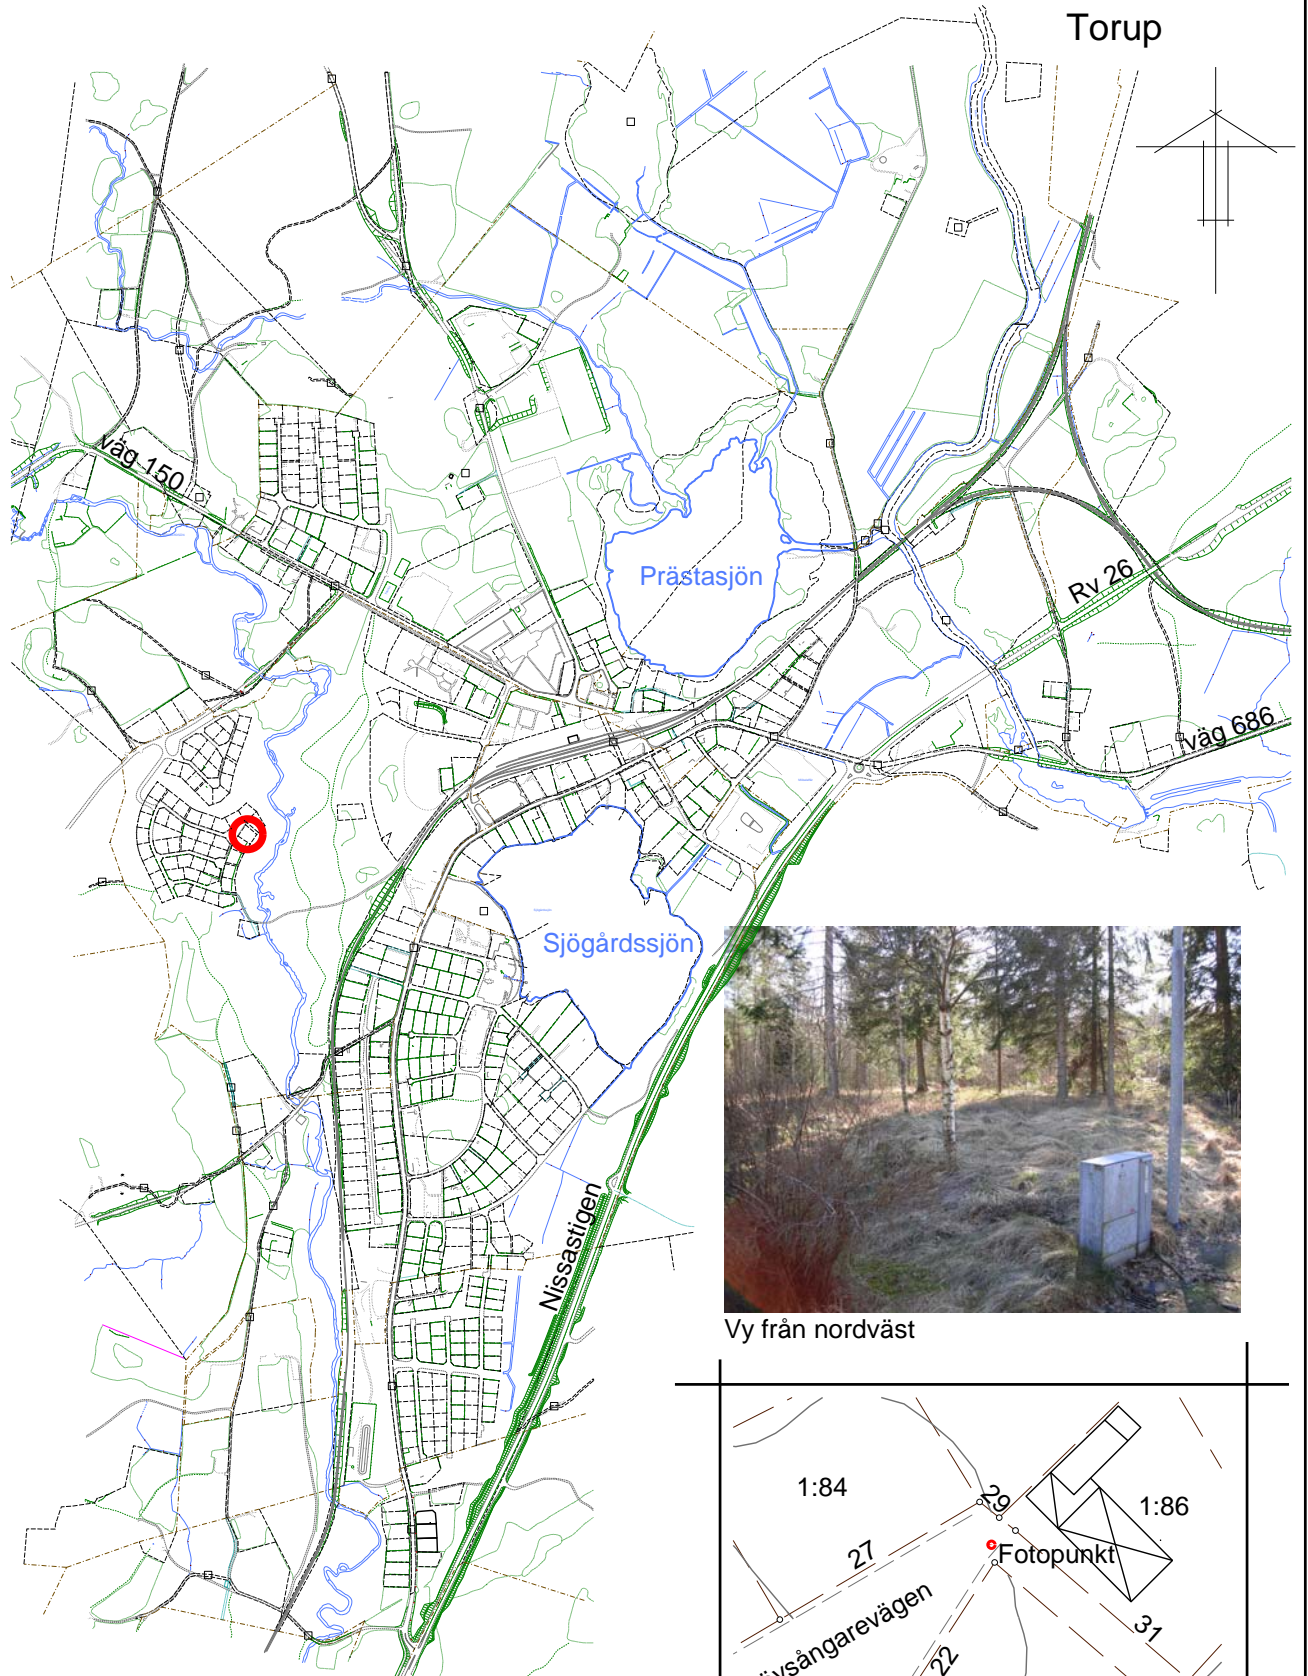 Torup
väg 150
Prästasjön
Rv 26
väg 686
Sjögårdssjön
Nissastigen
Vy från nordväst
1:84
29
1:86
27
Fotopunkt
31
22